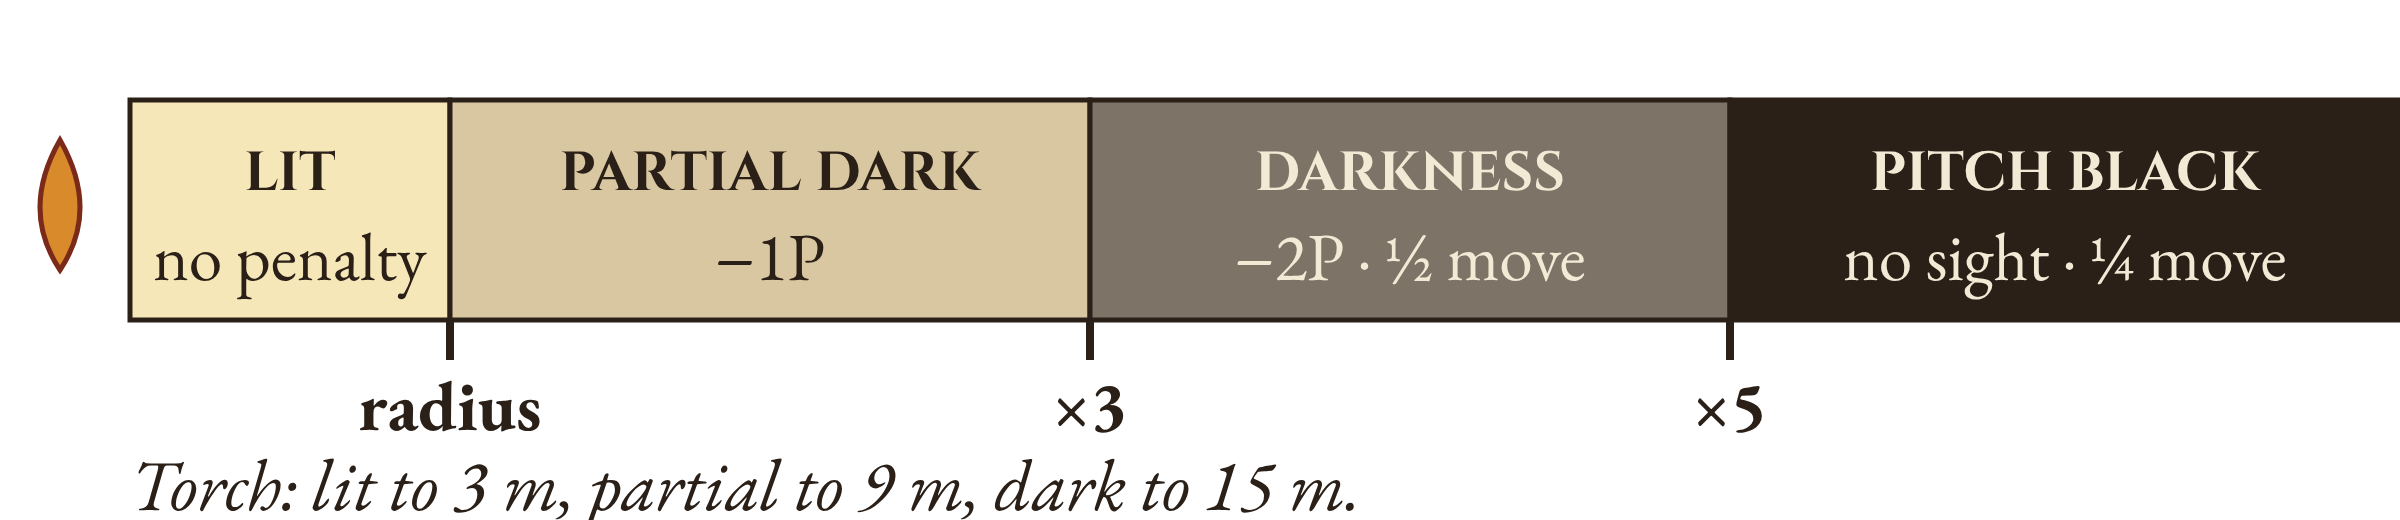 LIT PARTIAL DARK DARKNESS PITCH BLACK
no penalty −1P −2P · ½ move no sight · ¼ move
radius ×3 ×5
Torch: lit to 3 m, partial to 9 m, dark to 15 m.